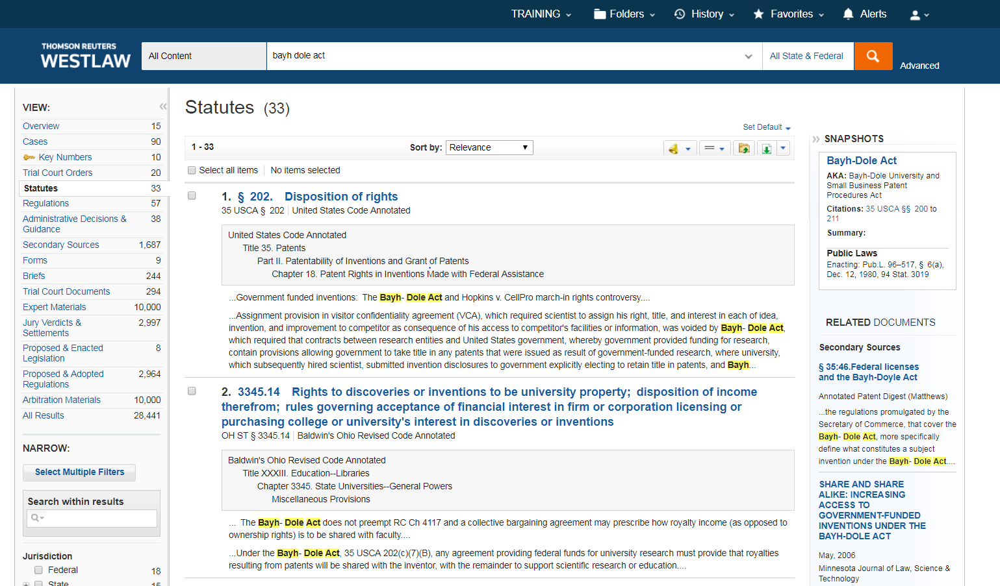 TRAINING
Folders
History
Favorites
Alerts
THOMSON REUTERS
WESTLAW
All Content
bayh dole act
All State & Federal
Advanced
VIEW:
Overview 15
Cases 90
Key Numbers 10
Trial Court Orders 20
Statutes 33
Regulations 57
Administrative Decisions & 38
Guidance
Secondary Sources 1,687
Forms 9
Briefs 244
Trial Court Documents 294
Expert Materials 10,000
Jury Verdicts & 2,997
Settlements
Proposed & Enacted 8
Legislation
Proposed & Adopted 2,964
Regulations
Arbitration Materials 10,000
All Results 28,441
NARROW:
Select Multiple Filters
Search within results
Jurisdiction
Federal 18
State 15
Statutes (33)
Set Default
1 - 33
Sort by: Relevance
Select all items No items selected
1. § 202. Disposition of rights
35 USCA § 202 United States Code Annotated
United States Code Annotated
Title 35. Patents
Part II. Patentability of Inventions and Grant of Patents
Chapter 18. Patent Rights in Inventions Made with Federal Assistance
...Government funded inventions: The Bayh- Dole Act and Hopkins v. CellPro march-in rights controversy....
...Assignment provision in visitor confidentiality agreement (VCA), which required scientist to assign his right, title, and interest in each of idea,
invention, and improvement to competitor as consequence of his access to competitor's facilities or information, was voided by Bayh- Dole Act,
which required that contracts between research entities and United States government, whereby government provided funding for research,
contain provisions allowing government to take title in any patents that were issued as result of government-funded research, where university,
which subsequently hired scientist, submitted invention disclosures to government explicitly electing to retain title in patents, and Bayh...
2. 3345.14 Rights to discoveries or inventions to be university property; disposition of income
therefrom; rules governing acceptance of financial interest in firm or corporation licensing or
purchasing college or university's interest in discoveries or inventions
OH ST § 3345.14 Baldwin's Ohio Revised Code Annotated
Baldwin's Ohio Revised Code Annotated
Title XXXIII. Education--Libraries
Chapter 3345. State Universities--General Powers
Miscellaneous Provisions
... The Bayh- Dole Act does not preempt RC Ch 4117 and a collective bargaining agreement may prescribe how royalty income (as opposed to
ownership rights) is to be shared with faculty....
...Under the Bayh- Dole Act, 35 USCA 202(c)(7)(B), any agreement providing federal funds for university research must provide that royalties
resulting from patents will be shared with the inventor, with the remainder to support scientific research or education....
SNAPSHOTS
Bayh-Dole Act
AKA: Bayh-Dole University and
Small Business Patent
Procedures Act
Citations: 35 USCA §§ 200 to
211
Summary:
Public Laws
Enacting: Pub.L. 96–517, § 6(a),
Dec. 12, 1980, 94 Stat. 3019
RELATED DOCUMENTS
Secondary Sources
§ 35:46.Federal licenses
and the Bayh-Doyle Act
Annotated Patent Digest (Matthews)
...the regulations promulgated by the
Secretary of Commerce, that cover the
Bayh- Dole Act, more specifically
define what constitutes a subject
invention under the Bayh- Dole Act....
SHARE AND SHARE
ALIKE: INCREASING
ACCESS TO
GOVERNMENT-FUNDED
INVENTIONS UNDER THE
BAYH-DOLE ACT
May, 2006
Minnesota Journal of Law, Science &
Technology